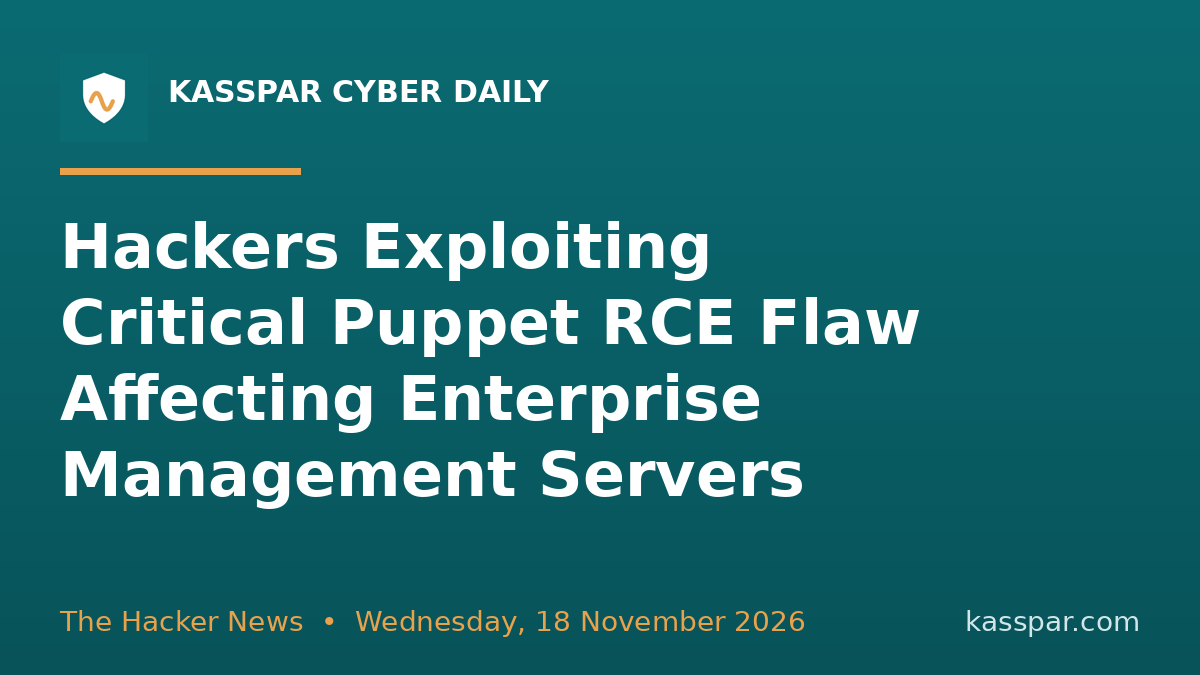 KASSPAR CYBER DAILY
Hackers Exploiting
Critical Puppet RCE Flaw
Affecting Enterprise
Management Servers
The Hacker News • Wednesday, 18 November 2026
kasspar.com